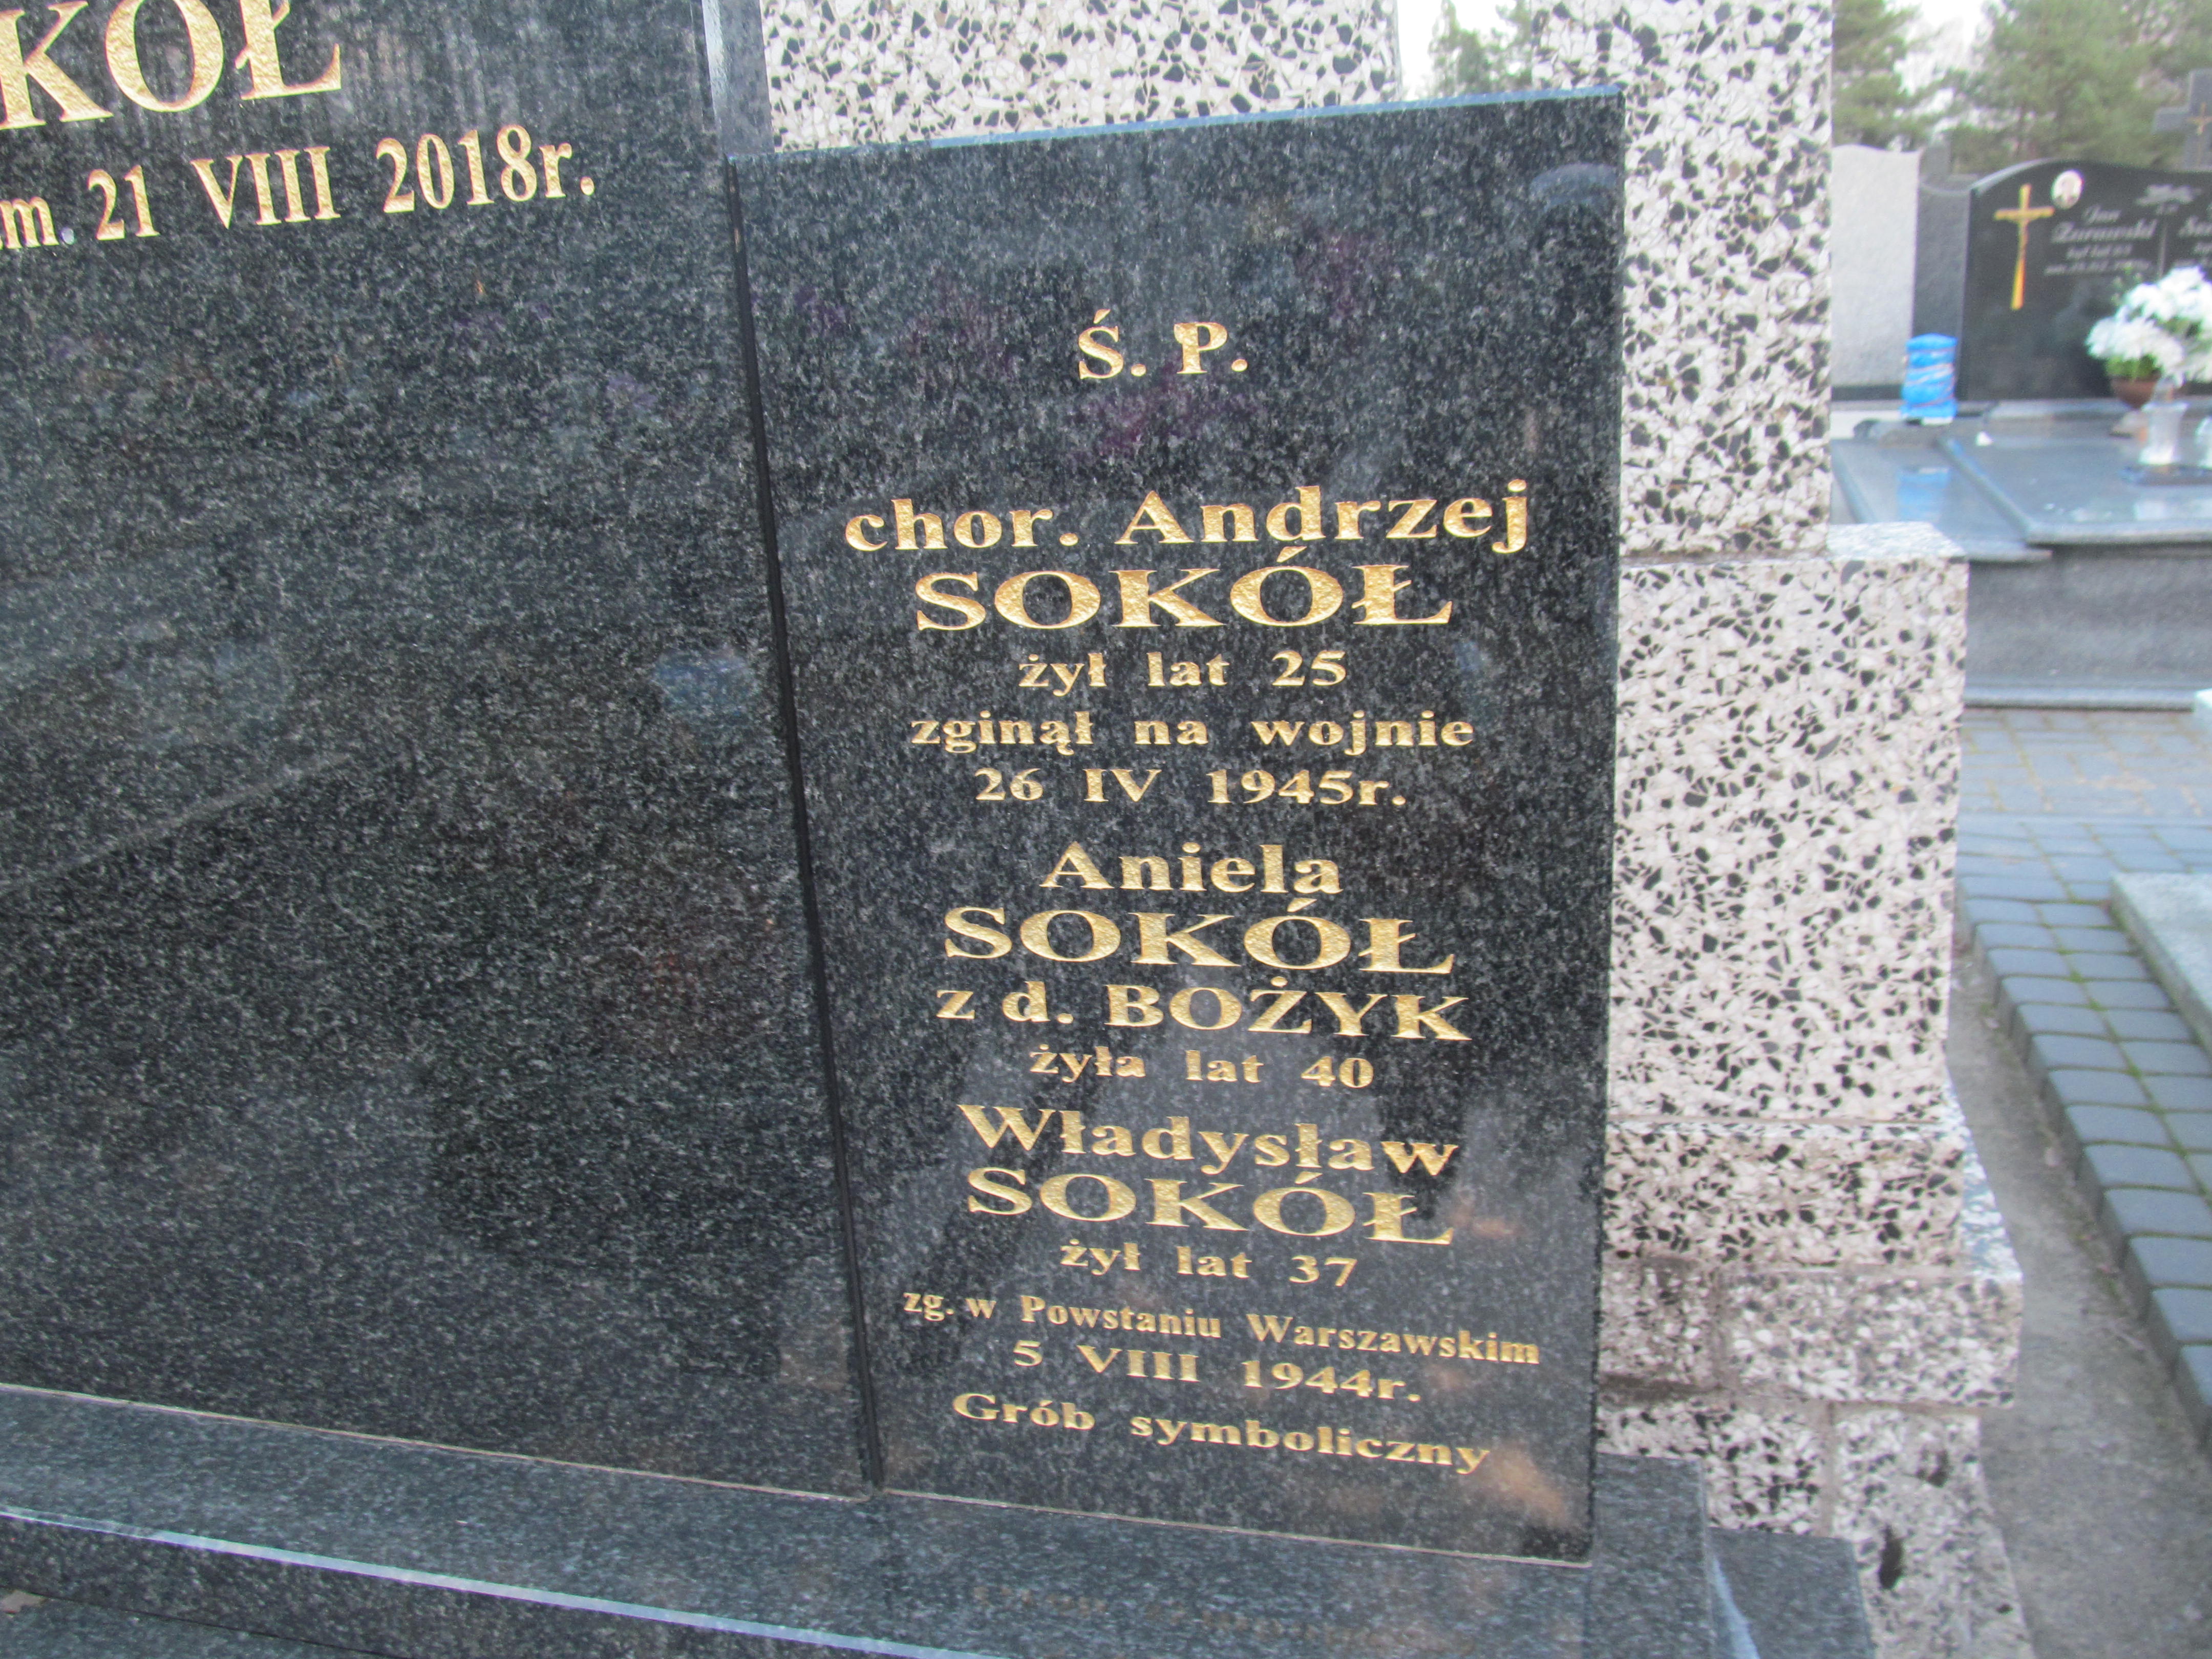 KÓŁ
m. 21 VIII 2018r.
Ś. P.
chor. Andrzej
SOKÓŁ
żył lat 25
zginął na wojnie
26 IV 1945r.
Aniela
SOKÓŁ
z d. BOŻYK
żyła lat 40
Władysław
SOKÓŁ
żył lat 37
zg. w Powstaniu Warszawskim
5 VIII 1944r.
Grób symboliczny
Jan